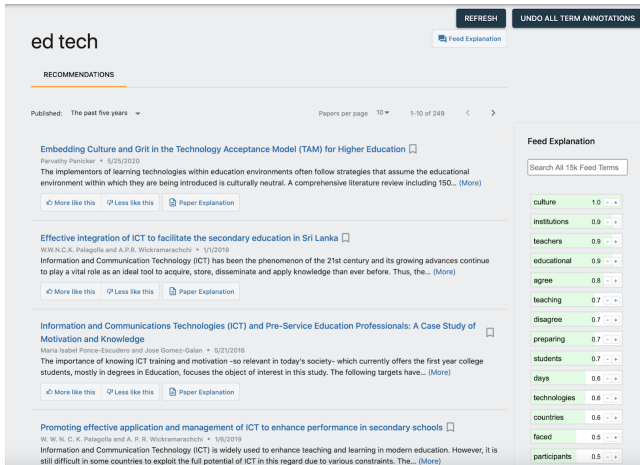 REFRESH
UNDO ALL TERM ANNOTATIONS
ed tech
Feed Explanation
RECOMMENDATIONS
Published: The past five years
Papers per page 10 1-10 of 249
Embedding Culture and Grit in the Technology Acceptance Model (TAM) for Higher Education
Parvathy Panicker • 5/25/2020
The implementors of learning technologies within education environments often follow strategies that assume the educational
environment within which they are being introduced is culturally neutral. A comprehensive literature review including 150... (More)
More like this Less like this Paper Explanation
Effective integration of ICT to facilitate the secondary education in Sri Lanka
W.W.N.C.K. Palagolla and A.P.R. Wickramarachchi • 1/1/2019
Information and Communication Technology (ICT) has been the phenomenon of the 21st century and its growing advances continue
to play a vital role as an ideal tool to acquire, store, disseminate and apply knowledge than ever before. Thus, the... (More)
More like this Less like this Paper Explanation
Information and Communications Technologies (ICT) and Pre-Service Education Professionals: A Case Study of
Motivation and Knowledge
Maria Isabel Ponce-Escudero and Jose Gomez-Galan • 5/21/2016
The importance of knowing ICT training and motivation -so relevant in today's society- which currently offers the first year college
students, mostly in degrees in Education, focuses the object of interest in this study. The following targets have... (More)
More like this Less like this Paper Explanation
Promoting effective application and management of ICT to enhance performance in secondary schools
W. W. N. C. K. Palagolla and A. P. R. Wickramarachchi • 1/6/2019
Information and Communication Technology (ICT) is widely used to enhance teaching and learning in modern education. However, it is
still difficult in some countries to exploit the full potential of ICT in this regard due to various constraints. The... (More)
Feed Explanation
Search All 15k Feed Terms
culture 1.0 - +
institutions 0.9 - +
teachers 0.9 - +
educational 0.9 - +
agree 0.8 - +
teaching 0.7 - +
disagree 0.7 - +
preparing 0.7 - +
students 0.7 - +
days 0.6 - +
technologies 0.6 - +
countries 0.6 - +
faced 0.5 - +
participants 0.5 - +